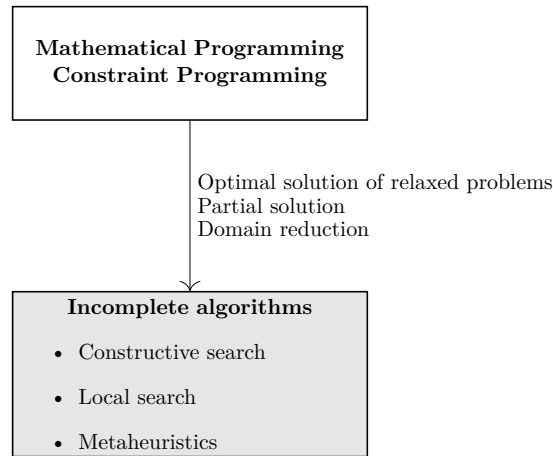 Mathematical Programming
Constraint Programming
Optimal solution of relaxed problems
Partial solution
Domain reduction
Incomplete algorithms
• Constructive search
• Local search
• Metaheuristics